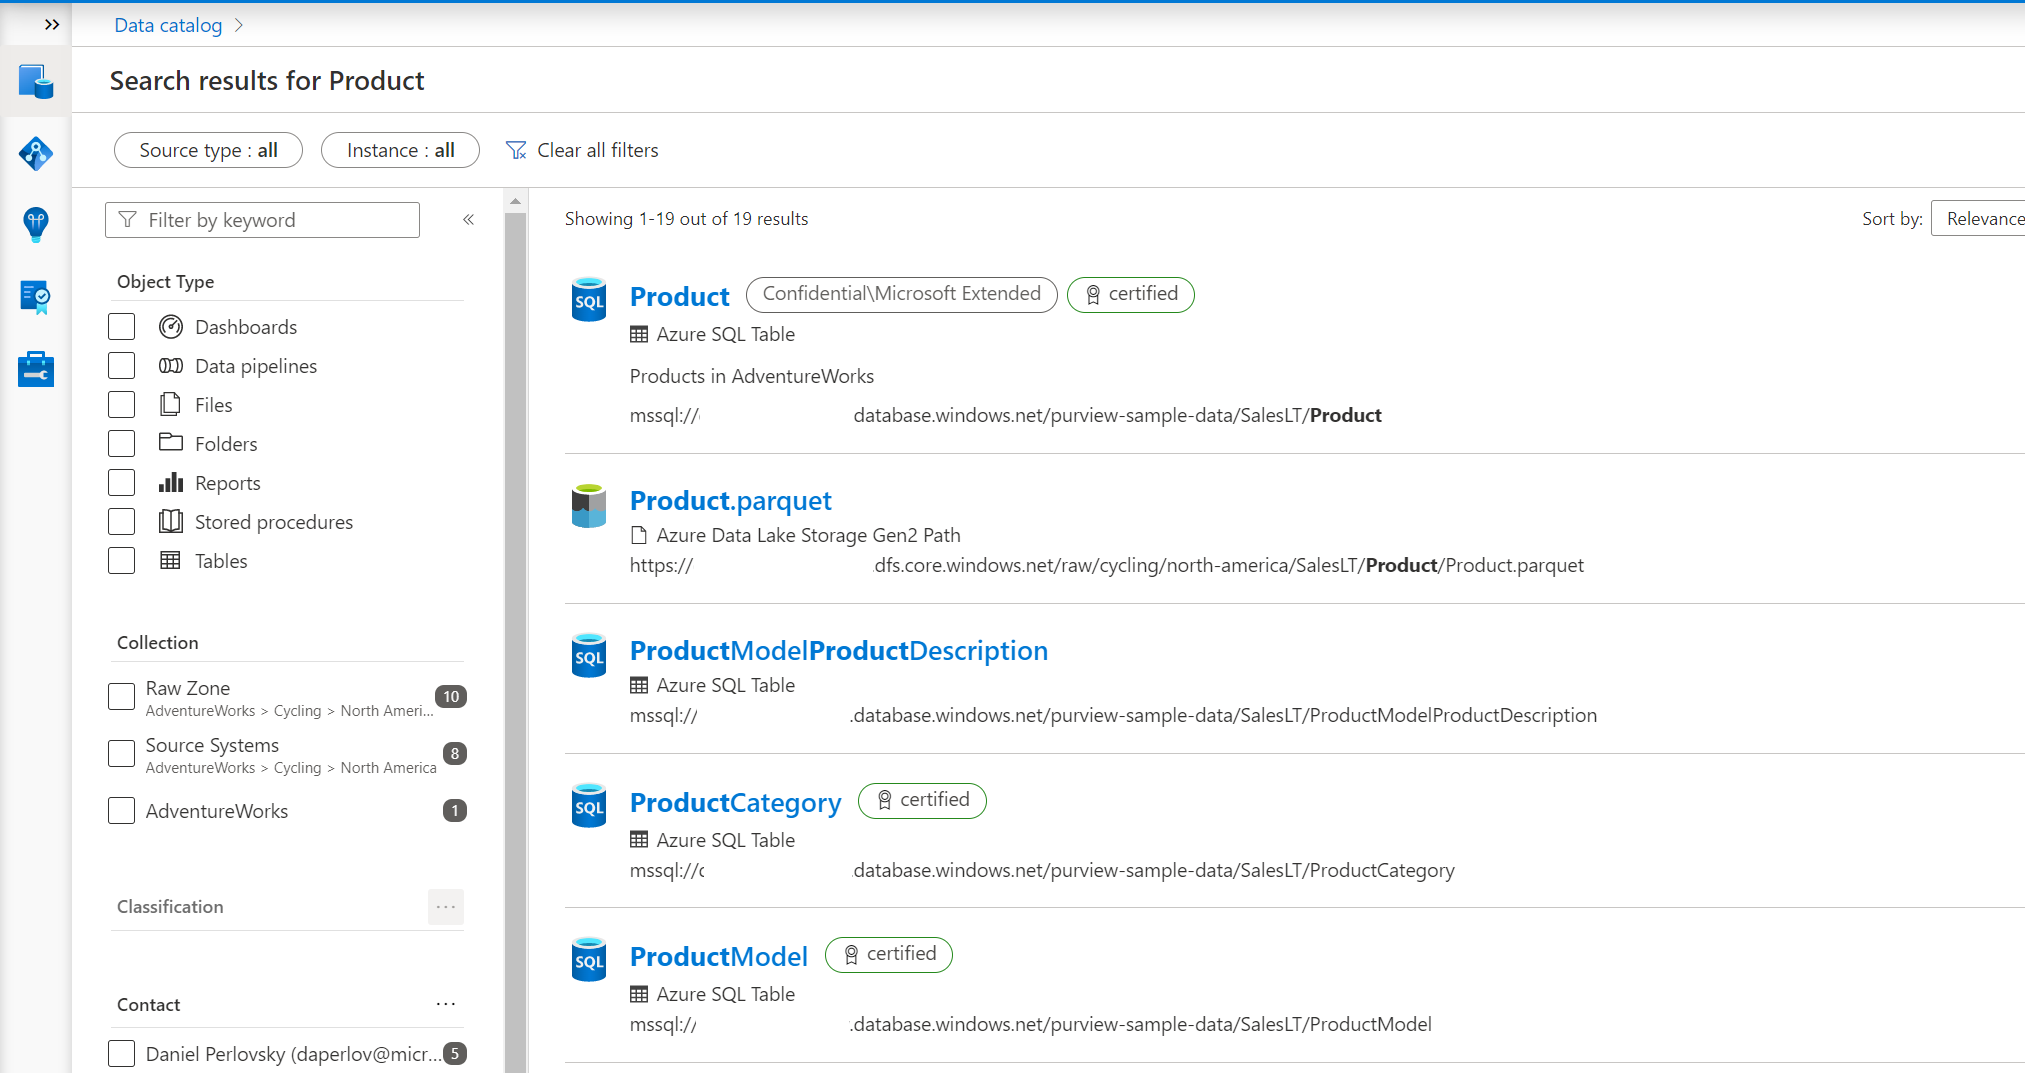 Data catalog
Search results for Product
Source type : all
Instance : all
Clear all filters
Filter by keyword
Object Type
Dashboards
Data pipelines
Files
Folders
Reports
Stored procedures
Tables
Collection
Raw Zone
AdventureWorks > Cycling > North Ameri...
10
Source Systems
AdventureWorks > Cycling > North America
8
AdventureWorks
1
Classification
Contact
Daniel Perlovsky (daperlov@micr...
5
Showing 1-19 out of 19 results
Sort by: Relevance
SQL
Product
Confidential\Microsoft Extended
certified
Azure SQL Table
Products in AdventureWorks
mssql:// database.windows.net/purview-sample-data/SalesLT/Product
Product.parquet
Azure Data Lake Storage Gen2 Path
https:// .dfs.core.windows.net/raw/cycling/north-america/SalesLT/Product/Product.parquet
SQL
ProductModelProductDescription
Azure SQL Table
mssql:// .database.windows.net/purview-sample-data/SalesLT/ProductModelProductDescription
SQL
ProductCategory
certified
Azure SQL Table
mssql:// .database.windows.net/purview-sample-data/SalesLT/ProductCategory
SQL
ProductModel
certified
Azure SQL Table
mssql:// .database.windows.net/purview-sample-data/SalesLT/ProductModel